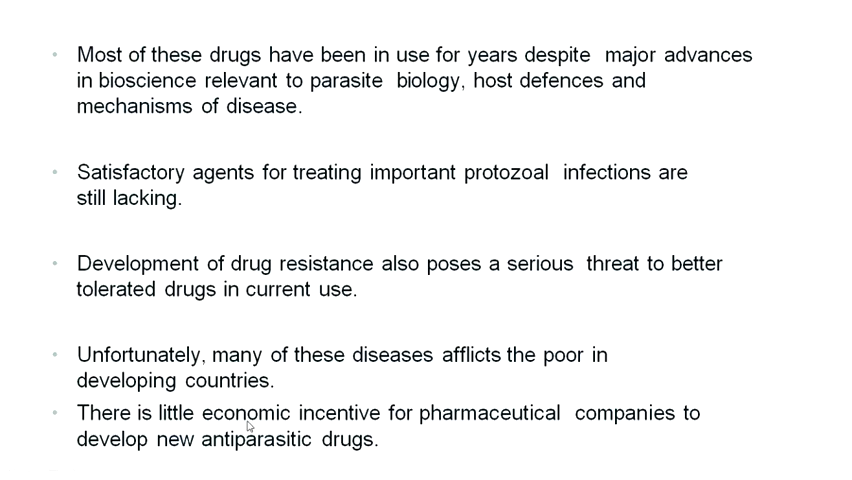 • Most of these drugs have been in use for years despite major advances
in bioscience relevant to parasite biology, host defences and
mechanisms of disease.
• Satisfactory agents for treating important protozoal infections are
still lacking.
• Development of drug resistance also poses a serious threat to better
tolerated drugs in current use.
• Unfortunately, many of these diseases afflicts the poor in
developing countries.
• There is little economic incentive for pharmaceutical companies to
develop new antiparasitic drugs.